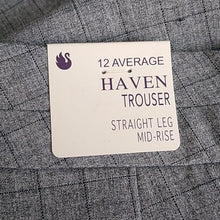 12 AVERAGE
HAVEN
TROUSER
STRAIGHT LEG
MID-RISE